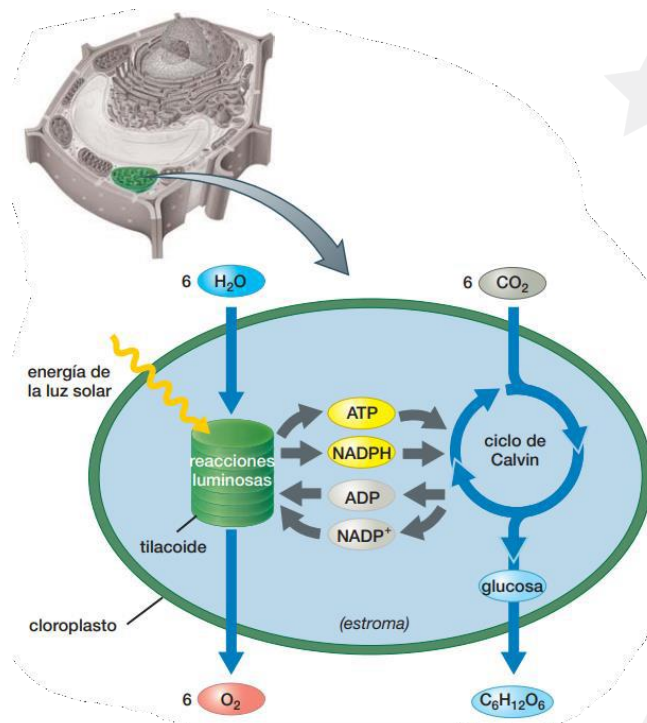 6 H₂O
6 CO₂
energía de
la luz solar
ATP
reacciones
luminosas
NADPH
ciclo de
Calvin
ADP
tilacoide
NADP⁺
glucosa
cloroplasto
(estroma)
6 O₂
C₆H₁₂O₆